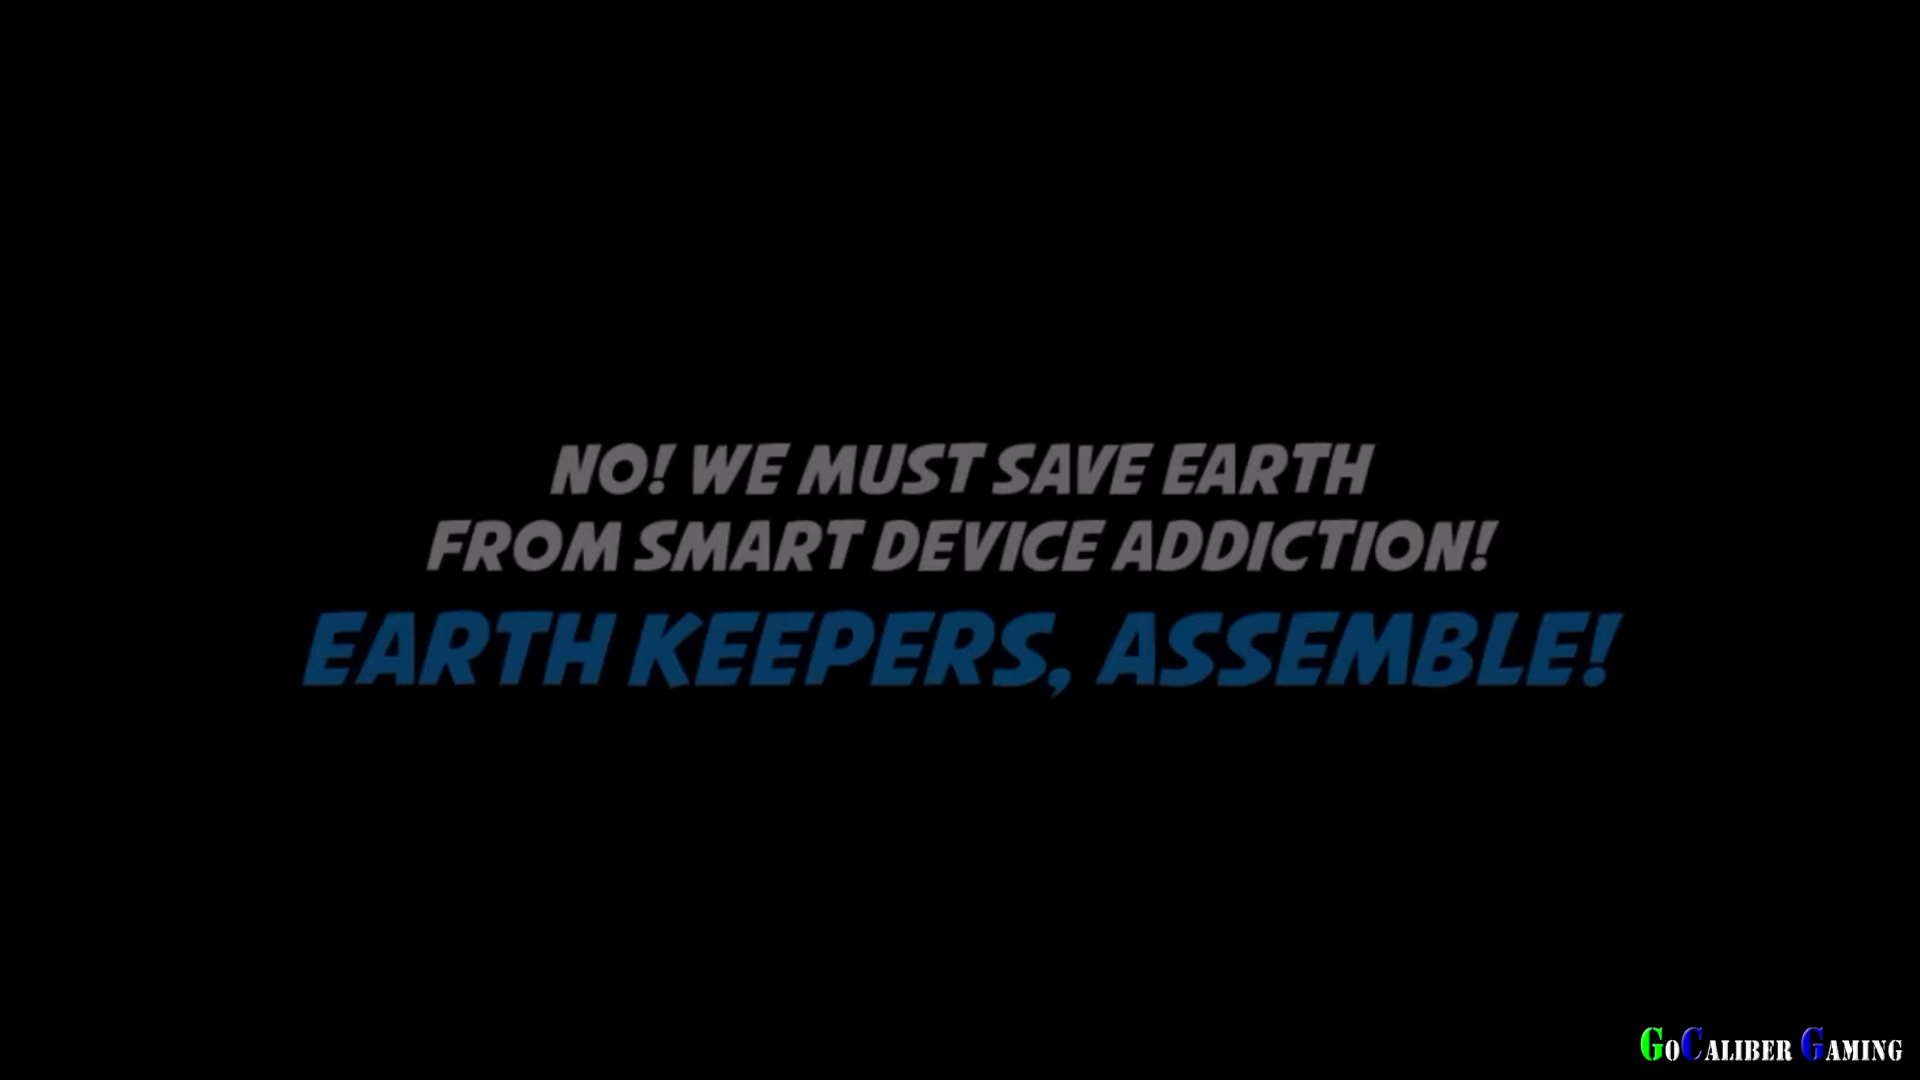 NO! WE MUST SAVE EARTH
FROM SMART DEVICE ADDICTION!
EARTH KEEPERS, ASSEMBLE!
GOCALIBER GAMING